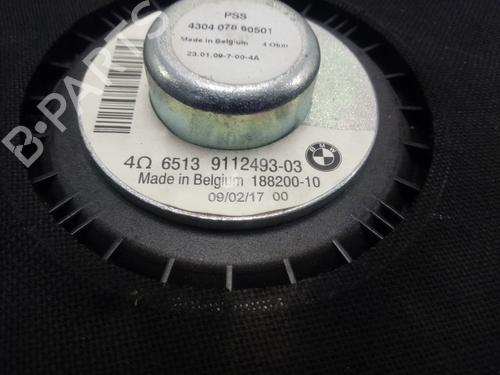 PSS
4304 078 60501
Made in Belgium 4 Ohm
23.01.09-7-00-4A
4Ω 6513 9112493-03
BMW
Made in Belgium 188200-10
09/02/17 00
B-PARTS